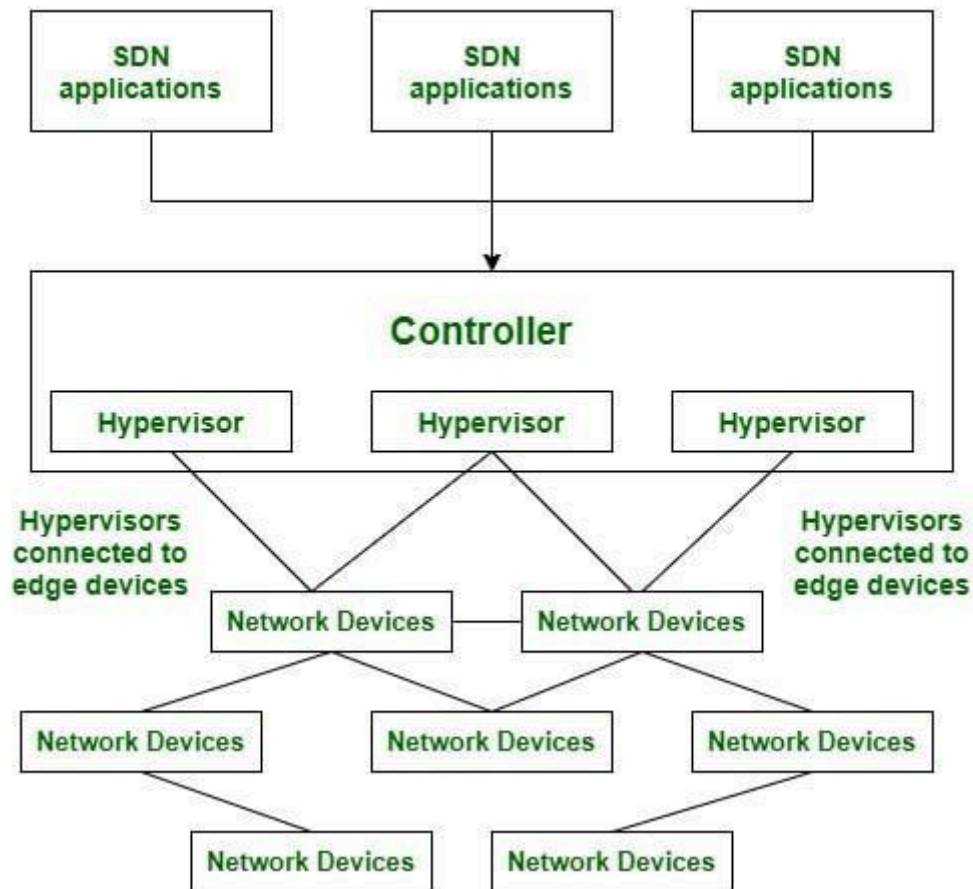 SDN
applications
SDN
applications
SDN
applications
Controller
Hypervisor
Hypervisor
Hypervisor
Hypervisors
connected to
edge devices
Hypervisors
connected to
edge devices
Network Devices
Network Devices
Network Devices
Network Devices
Network Devices
Network Devices
Network Devices